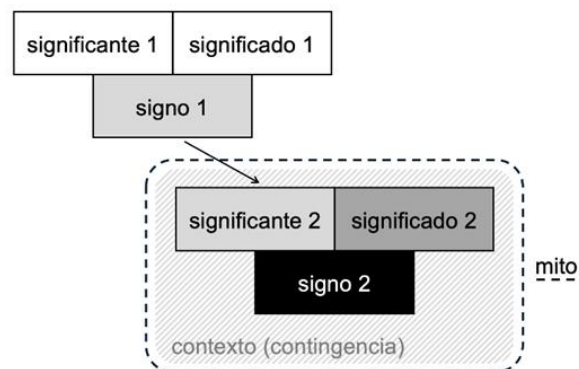 significante 1 significado 1
signo 1
significante 2 significado 2
signo 2
mito
contexto (contingencia)